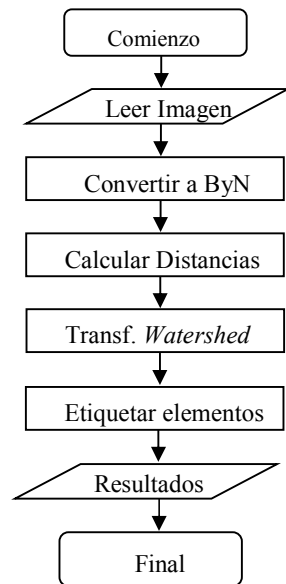 Comienzo
Leer Imagen
Convertir a ByN
Calcular Distancias
Transf. Watershed
Etiquetar elementos
Resultados
Final